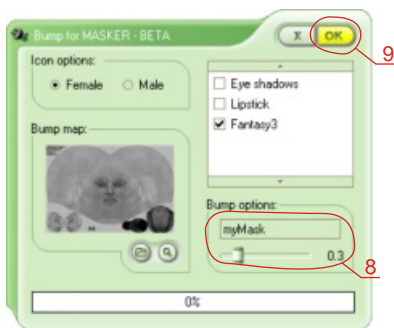 Bump for MASKER - BETA
X
OK
9
Icon options:
Female
Male
Eye shadows
Lipstick
Fantasy3
Bump map:
Bump options:
myMask
0.3
8
0%